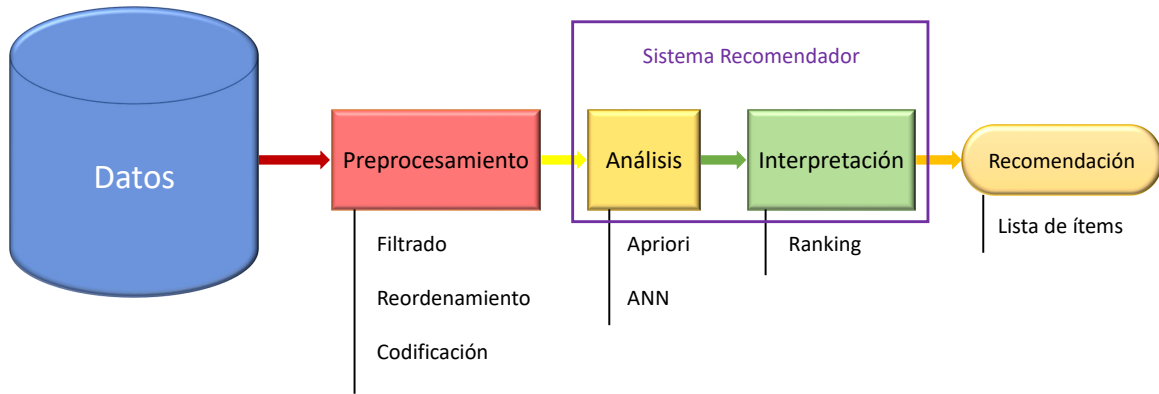 Sistema Recomendador
Datos
Preprocesamiento
Análisis
Interpretación
Recomendación
Filtrado
Reordenamiento
Codificación
Apriori
ANN
Ranking
Lista de ítems